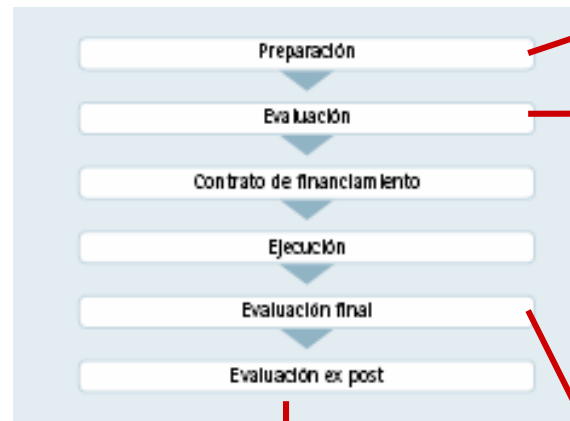 Preparación
Evaluación
Contrato de financiamiento
Ejecución
Evaluación final
Evaluación ex post